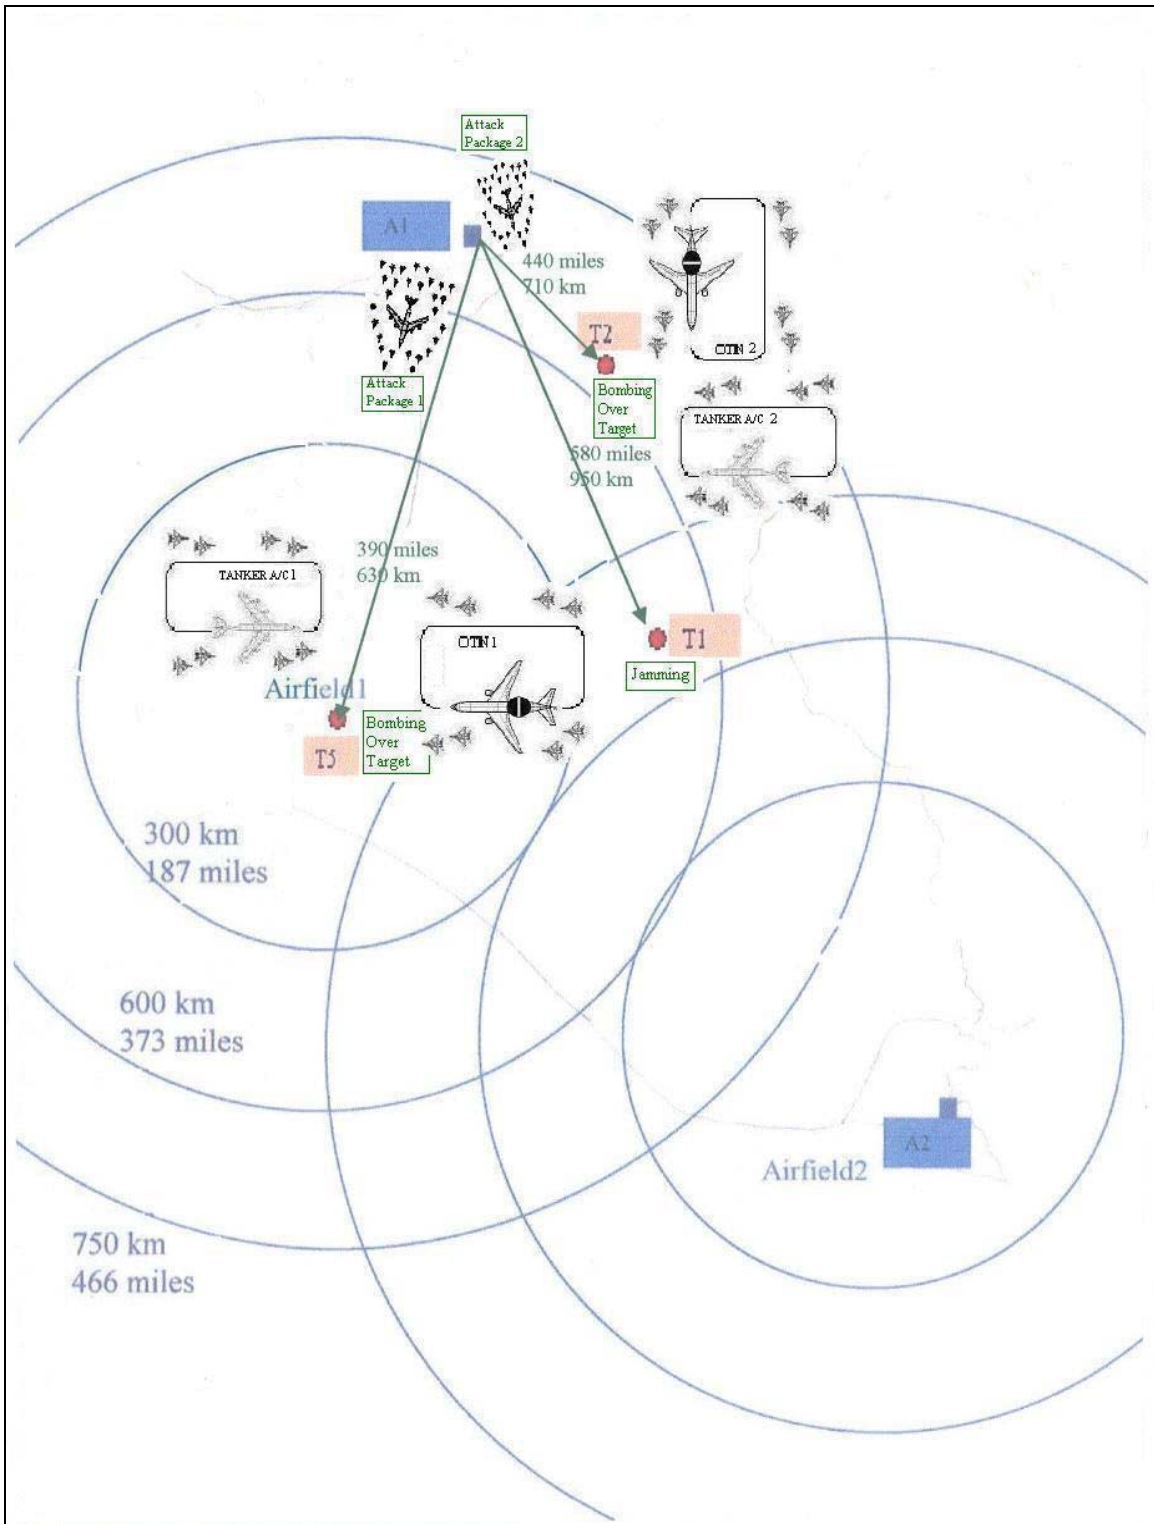 Attack
Package 2
A1
440 miles
710 km
T2
CITIN 2
Attack
Package 1
Bombing
Over
Target
TANKER A/C 2
580 miles
950 km
390 miles
630 km
TANKER A/C 1
CITIN 1
T1
Jamming
Airfield1
Bombing
Over
Target
T5
300 km
187 miles
600 km
373 miles
A2
Airfield2
750 km
466 miles